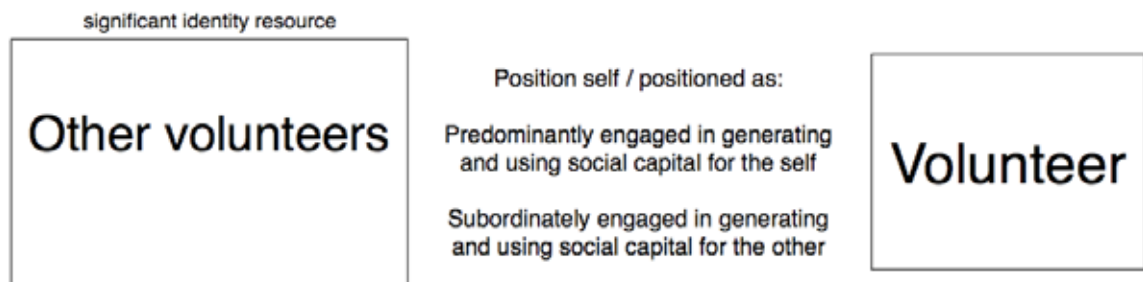 significant identity resource
Other volunteers
Position self / positioned as:
Predominantly engaged in generating
and using social capital for the self
Subordinately engaged in generating
and using social capital for the other
Volunteer